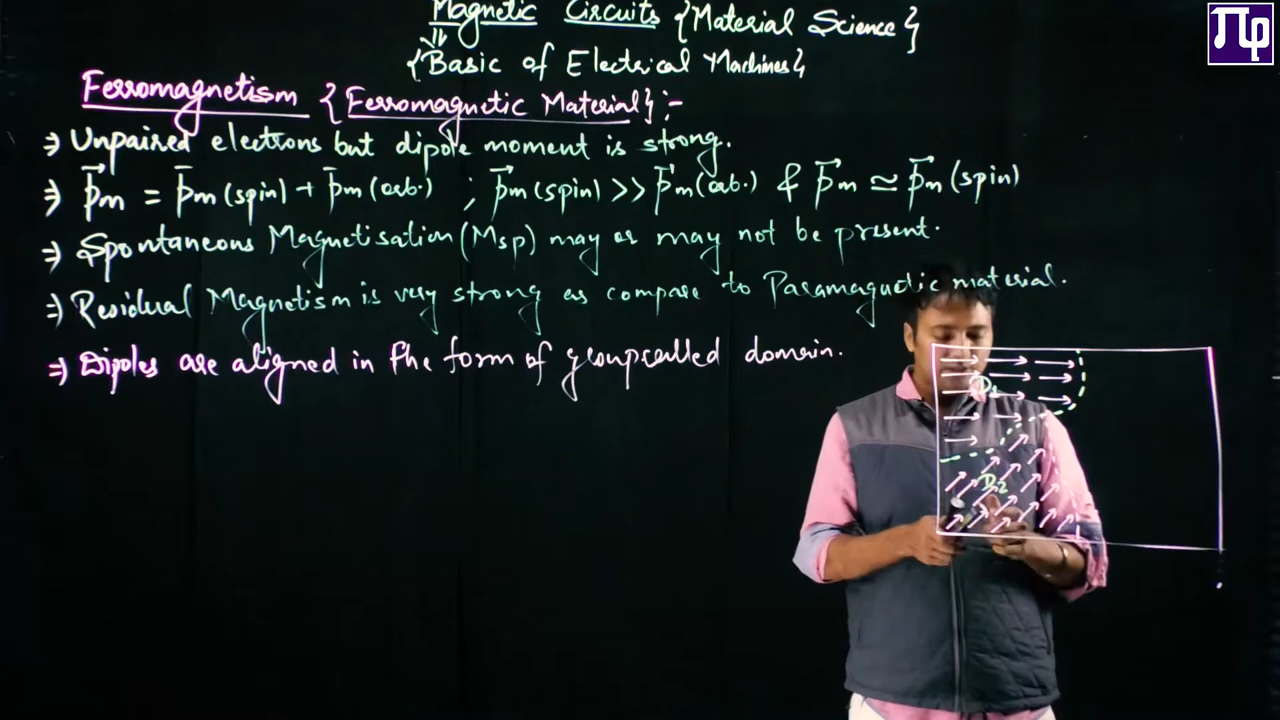 Magnetic Circuits {Material Science}
⇓
{Basic of Electrical Machines}
Ferromagnetism {Ferromagnetic Material} :-
⇒ Unpaired electrons but dipole moment is strong.
⇒ p⃗m = p̄m (spin) + p̄m (orb.) ; p⃗m (spin) >> p⃗m (orb.) & p⃗m ≃ p⃗m (spin)
⇒ Spontaneous Magnetisation (Msp) may or may not be present.
⇒ Residual Magnetism is very strong as compare to Paramagnetic material.
⇒ Dipoles are aligned in the form of group called domain.
D1
D2
πφ